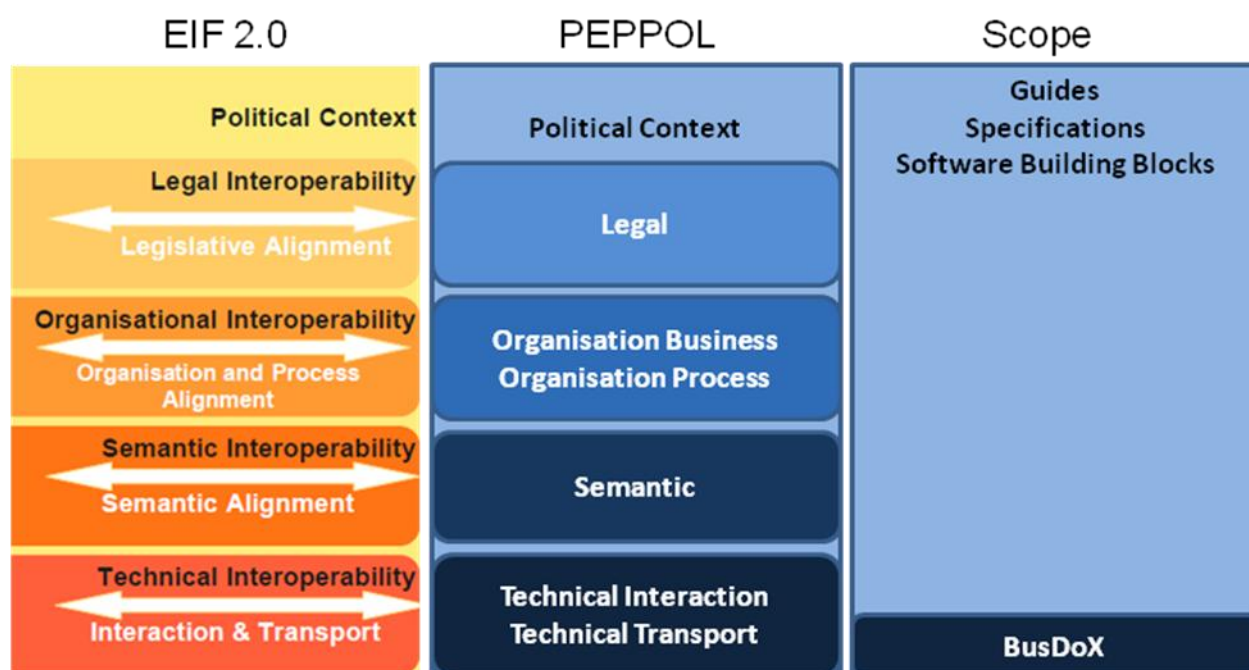 EIF 2.0
Political Context
Legal Interoperability
Legislative Alignment
Organisational Interoperability
Organisation and Process
Alignment
Semantic Interoperability
Semantic Alignment
Technical Interoperability
Interaction & Transport
PEPPOL
Political Context
Legal
Organisation Business
Organisation Process
Semantic
Technical Interaction
Technical Transport
Scope
Guides
Specifications
Software Building Blocks
BusDoX